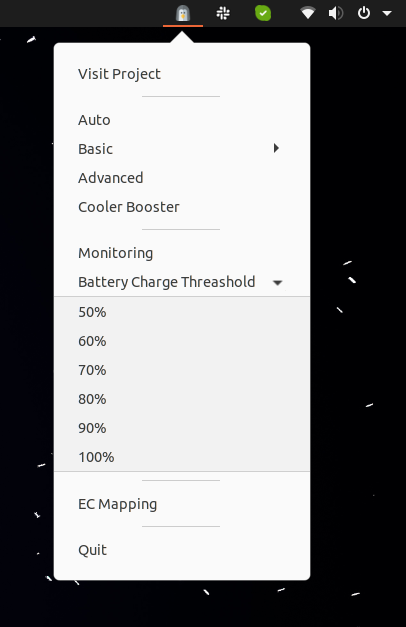 Visit Project
Auto
Basic
Advanced
Cooler Booster
Monitoring
Battery Charge Threashold
50%
60%
70%
80%
90%
100%
EC Mapping
Quit